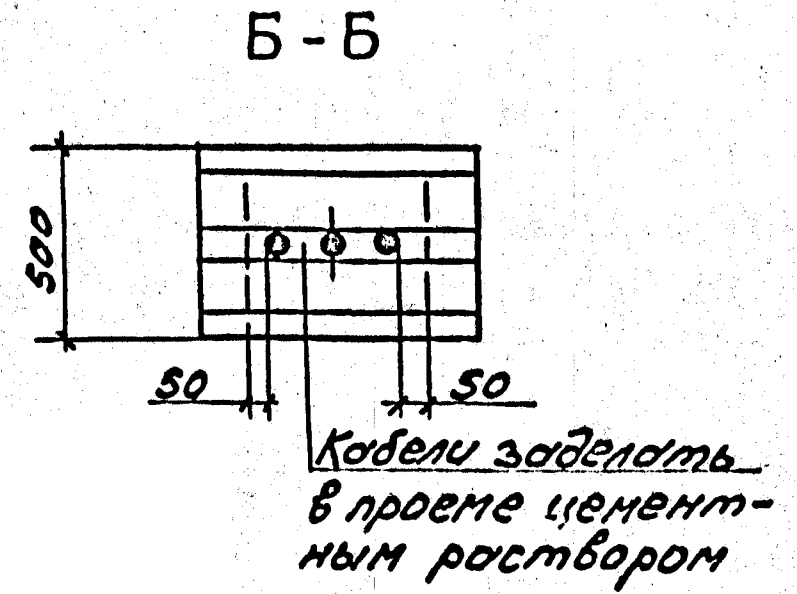 Б - Б
500
50
50
Кабели заделать
в проеме цемент-
ным раствором